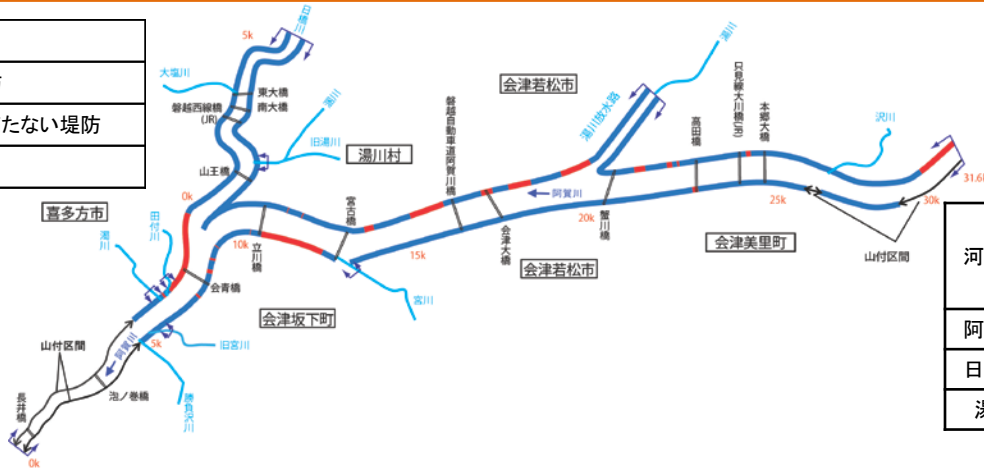 たない堤防
日橋川
5k
大塩川
東大橋
南大橋
磐越西線橋
(JR)
濁川
旧湯川
湯川村
山王橋
0k
喜多方市
田付川
濁川
会青橋
10k
立川橋
宮古橋
会津坂下町
旧宮川
5k
阿賀川
山付区間
泡ノ巻橋
勝負沢川
長井橋
0k
宮川
15k
磐越自動車道阿賀川橋
会津大橋
会津若松市
湯川放水路
湯川
阿賀川
20k
蟹川橋
会津若松市
高田橋
只見線大川橋(JR)
本郷大橋
会津美里町
25k
沢川
30k
31.6
山付区間
河
阿
日
湯